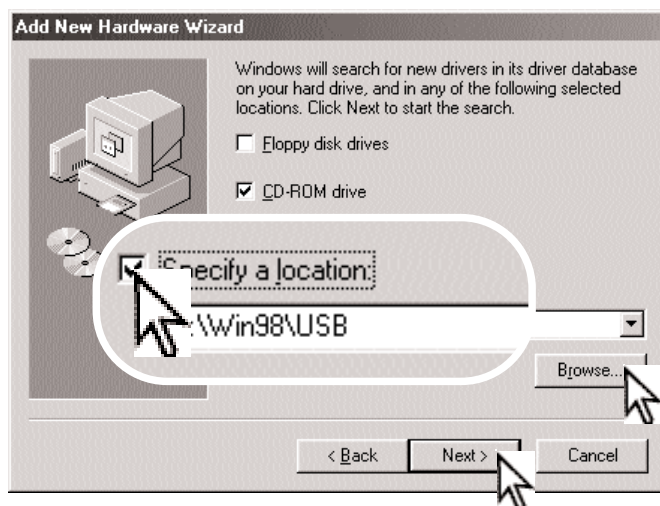 Add New Hardware Wizard
Windows will search for new drivers in its driver database
on your hard drive, and in any of the following selected
locations. Click Next to start the search.
Floppy disk drives
CD-ROM drive
Specify a location:
:\Win98\USB
Browse...
< Back
Next >
Cancel